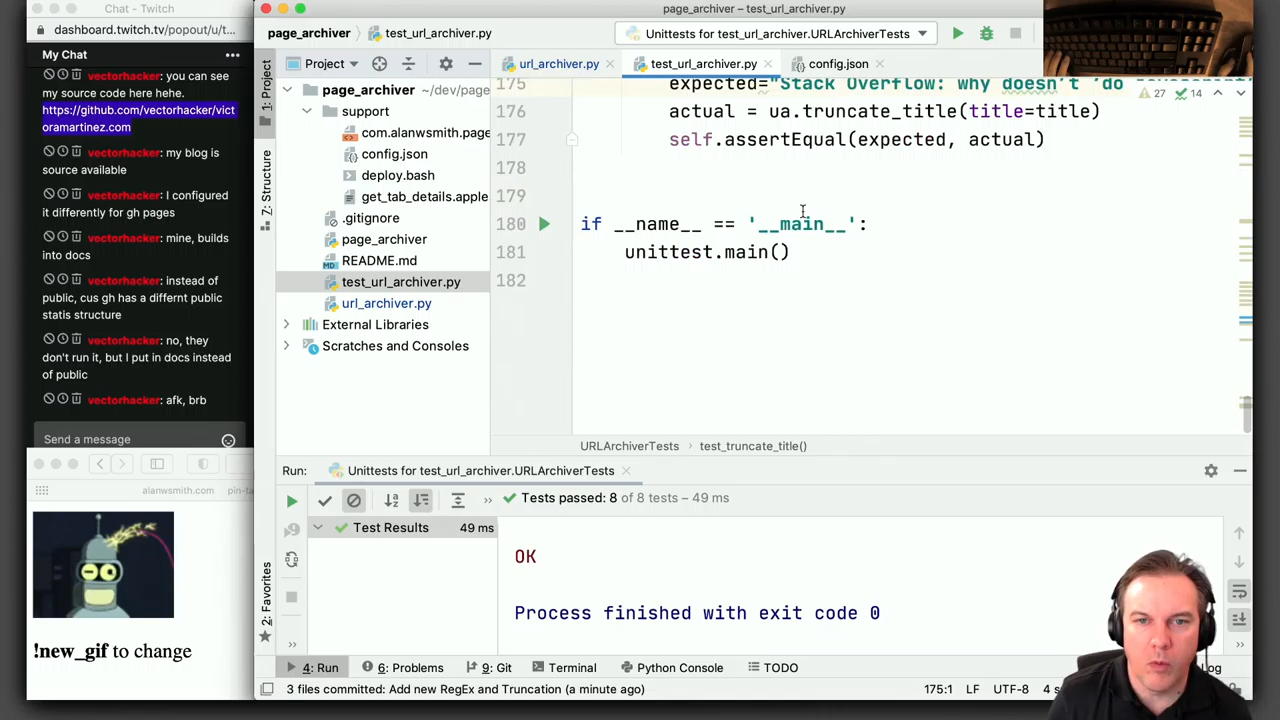 Chat - Twitch
dashboard.twitch.tv/popout/u/t...
My Chat
vectorhacker: you can see
my source code here hehe.
https://github.com/vectorhacker/vict
oramartinez.com
vectorhacker: my blog is
source available
vectorhacker: I configured
it differently for gh pages
vectorhacker: mine, builds
into docs
vectorhacker: instead of
public, cus gh has a differnt public
statis structure
vectorhacker: no, they
don't run it, but I put in docs instead
of public
vectorhacker: afk, brb
Send a message
alanwsmith.com
pin-ta
!new_gif to change
page_archiver – test_url_archiver.py
page_archiver
test_url_archiver.py
Unittests for test_url_archiver.URLArchiverTests
1: Project
7: Structure
2: Favorites
Project
page_archiver ~/dev/page
support
com.alanwsmith.page
config.json
deploy.bash
get_tab_details.apple
.gitignore
page_archiver
README.md
test_url_archiver.py
url_archiver.py
External Libraries
Scratches and Consoles
url_archiver.py
test_url_archiver.py
config.json
27
14
175 expected="Stack Overflow: why doesn’t ’do
176 actual = ua.truncate_title(title=title)
177 self.assertEqual(expected, actual)
178
179
180 if __name__ == '__main__':
181 unittest.main()
182
URLArchiverTests › test_truncate_title()
Run: Unittests for test_url_archiver.URLArchiverTests
Tests passed: 8 of 8 tests – 49 ms
Test Results 49 ms
OK
Process finished with exit code 0
4: Run
6: Problems
9: Git
Terminal
Python Console
TODO
3 files committed: Add new RegEx and Truncation (a minute ago)
175:1
LF
UTF-8